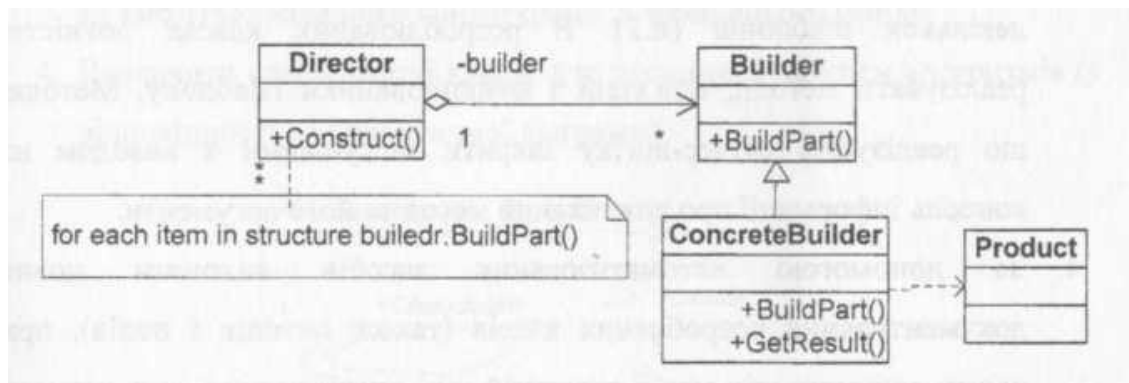 Director
-builder
Builder
+Construct()
1
*
+BuildPart()
*
*
for each item in structure builedr.BuildPart()
ConcreteBuilder
Product
+BuildPart()
+GetResult()